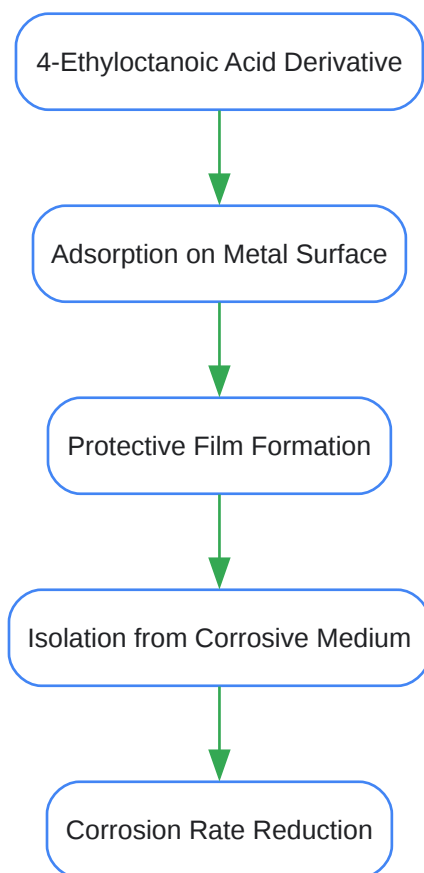 4-Ethyloctanoic Acid Derivative
Adsorption on Metal Surface
Protective Film Formation
Isolation from Corrosive Medium
Corrosion Rate Reduction